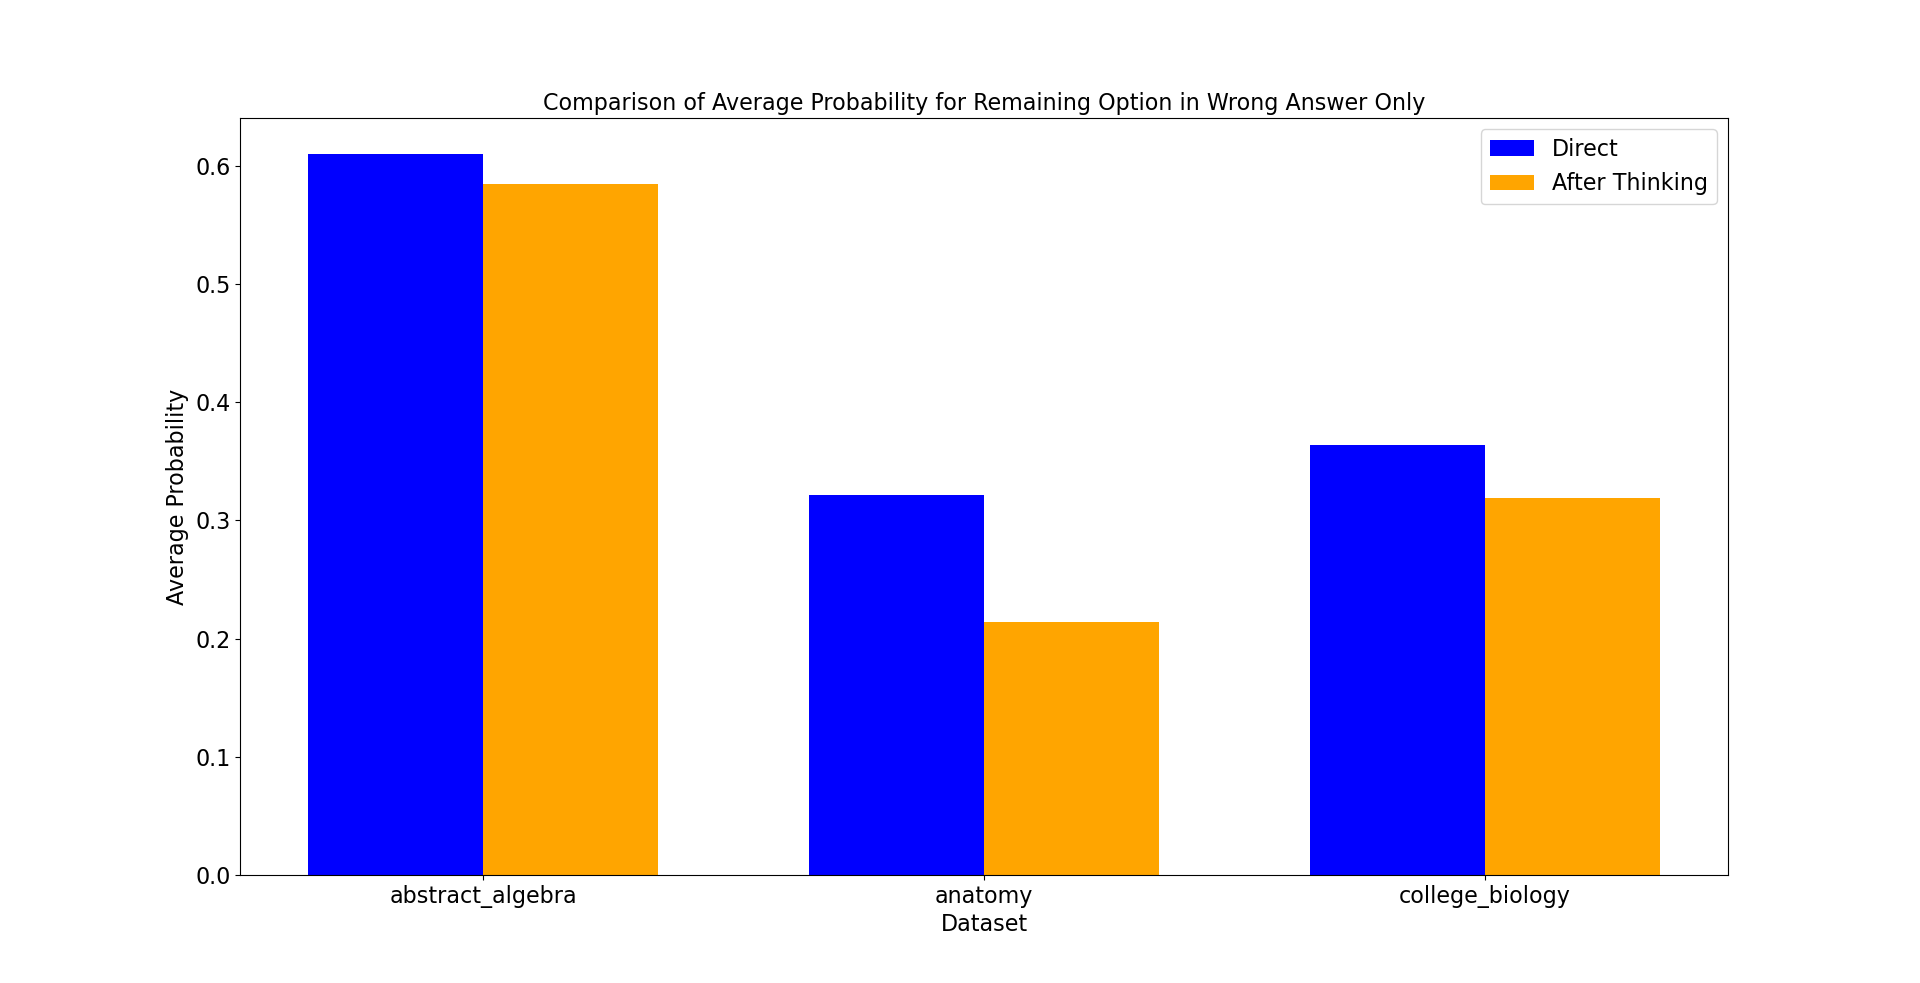 Comparison of Average Probability for Remaining Option in Wrong Answer Only
Direct
After Thinking
Average Probability
0.6
0.5
0.4
0.3
0.2
0.1
0.0
abstract_algebra
anatomy
college_biology
Dataset